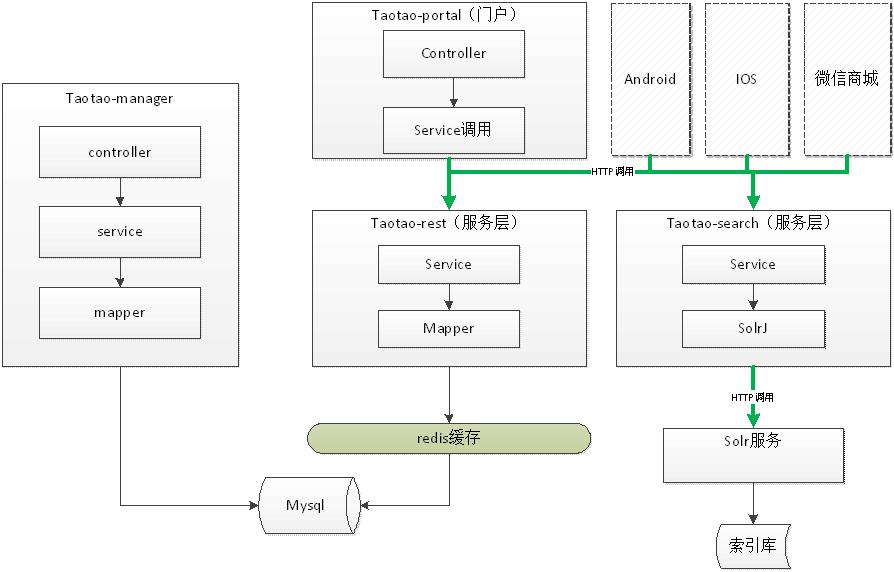 Taotao-portal（门户）
Controller
Service调用
Android
IOS
微信商城
Taotao-manager
controller
service
mapper
HTTP 调用
Taotao-rest（服务层）
Service
Mapper
Taotao-search（服务层）
Service
SolrJ
HTTP 调用
redis缓存
Solr服务
Mysql
索引库